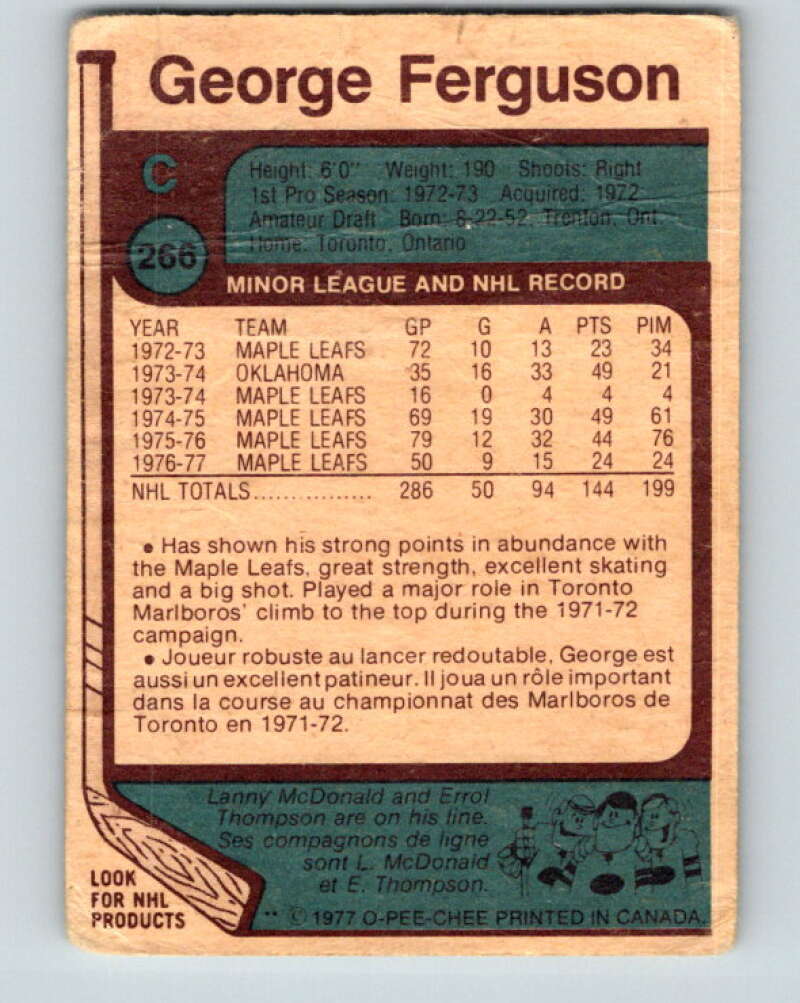 George Ferguson
C
Height: 6'0" Weight: 190 Shoots: Right
1st Pro Season: 1972-73 Acquired: 1972
Amateur Draft Born: 8-22-52, Trenton, Ont.
Home: Toronto, Ontario
266
MINOR LEAGUE AND NHL RECORD
YEAR TEAM GP G A PTS PIM
1972-73 MAPLE LEAFS 72 10 13 23 34
1973-74 OKLAHOMA 35 16 33 49 21
1973-74 MAPLE LEAFS 16 0 4 4 4
1974-75 MAPLE LEAFS 69 19 30 49 61
1975-76 MAPLE LEAFS 79 12 32 44 76
1976-77 MAPLE LEAFS 50 9 15 24 24
NHL TOTALS................ 286 50 94 144 199
• Has shown his strong points in abundance with
the Maple Leafs, great strength, excellent skating
and a big shot. Played a major role in Toronto
Marlboros' climb to the top during the 1971-72
campaign.
• Joueur robuste au lancer redoutable, George est
aussi un excellent patineur. Il joua un rôle important
dans la course au championnat des Marlboros de
Toronto en 1971-72.
Lanny McDonald and Errol
Thompson are on his line.
Ses compagnons de ligne
sont L. McDonald
et E. Thompson.
LOOK
FOR NHL
PRODUCTS
** © 1977 O-PEE-CHEE PRINTED IN CANADA.